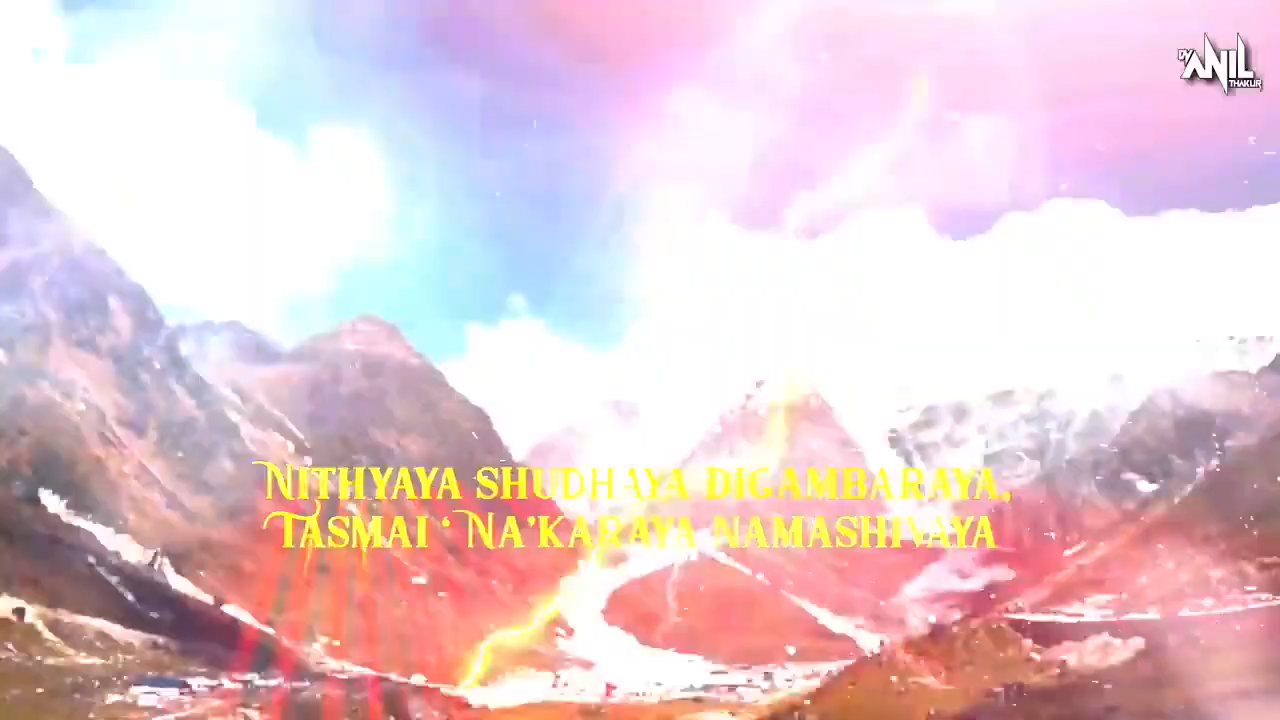 DJ ANIL
THAKUR
Nithyaya shudhaya digambaraya,
Tasmai ‘ Na’karaya namashivaya